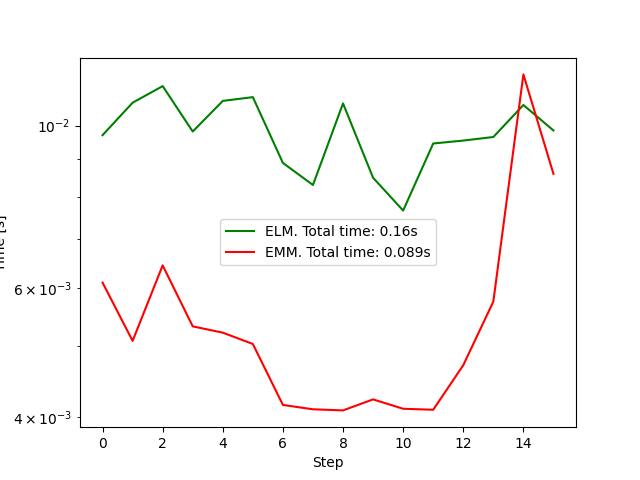 10⁻²
6 × 10⁻³
4 × 10⁻³
Time [s]
ELM. Total time: 0.16s
EMM. Total time: 0.089s
0 2 4 6 8 10 12 14
Step